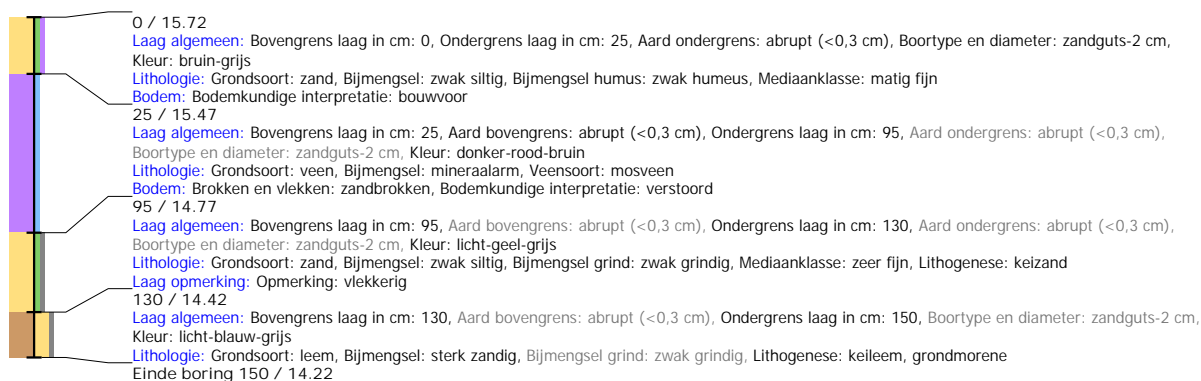 0 / 15.72
Laag algemeen: Bovengrens laag in cm: 0, Ondergrens laag in cm: 25, Aard ondergrens: abrupt (<0,3 cm), Boortype en diameter: zandguts-2 cm,
Kleur: bruin-grijs
Lithologie: Grondsoort: zand, Bijmengsel: zwak siltig, Bijmengsel humus: zwak humeus, Mediaanklasse: matig fijn
Bodem: Bodemkundige interpretatie: bouwvoor
25 / 15.47
Laag algemeen: Bovengrens laag in cm: 25, Aard bovengrens: abrupt (<0,3 cm), Ondergrens laag in cm: 95, Aard ondergrens: abrupt (<0,3 cm),
Boortype en diameter: zandguts-2 cm, Kleur: donker-rood-bruin
Lithologie: Grondsoort: veen, Bijmengsel: mineraalarm, Veensoort: mosveen
Bodem: Brokken en vlekken: zandbrokken, Bodemkundige interpretatie: verstoord
95 / 14.77
Laag algemeen: Bovengrens laag in cm: 95, Aard bovengrens: abrupt (<0,3 cm), Ondergrens laag in cm: 130, Aard ondergrens: abrupt (<0,3 cm),
Boortype en diameter: zandguts-2 cm, Kleur: licht-geel-grijs
Lithologie: Grondsoort: zand, Bijmengsel: zwak siltig, Bijmengsel grind: zwak grindig, Mediaanklasse: zeer fijn, Lithogenese: keizand
Laag opmerking: Opmerking: vlekkerig
130 / 14.42
Laag algemeen: Bovengrens laag in cm: 130, Aard bovengrens: abrupt (<0,3 cm), Ondergrens laag in cm: 150, Boortype en diameter: zandguts-2 cm,
Kleur: licht-blauw-grijs
Lithologie: Grondsoort: leem, Bijmengsel: sterk zandig, Bijmengsel grind: zwak grindig, Lithogenese: keileem, grondmorene
Einde boring 150 / 14.22